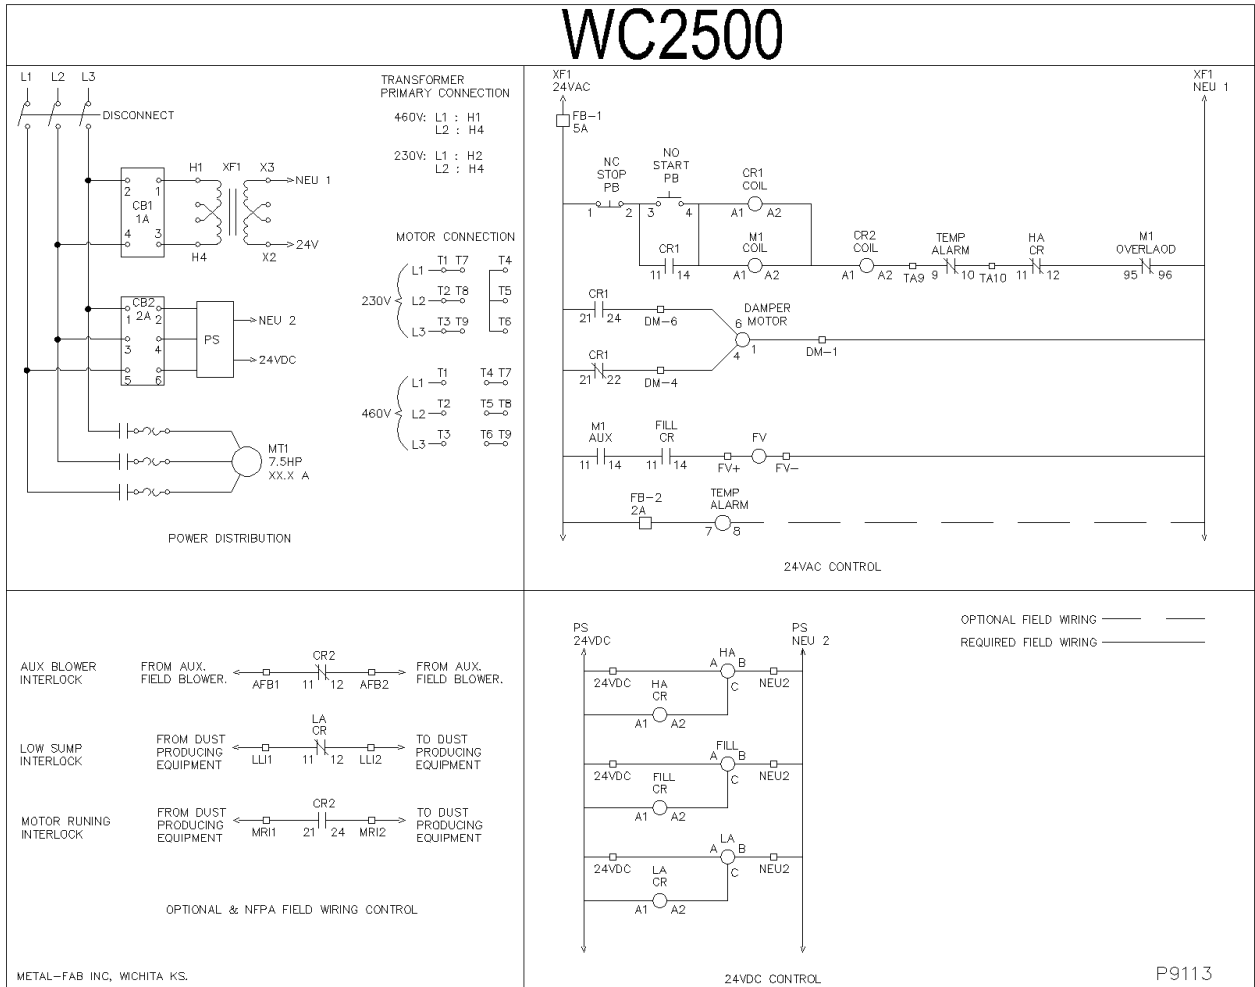 WC2500
L1 L2 L3
DISCONNECT
TRANSFORMER
PRIMARY CONNECTION
460V: L1 : H1
L2 : H4
230V: L1 : H2
L2 : H4
H1 XF1 X3
NEU 1
2 1
CB1
1A
4 3
24V
H4 X2
CB2
2A
1 2
3 4
5 6
PS
NEU 2
24VDC
MT1
7.5HP
XX.X A
POWER DISTRIBUTION
MOTOR CONNECTION
230V
L1 T1 T7 T4
L2 T2 T8 T5
L3 T3 T9 T6
460V
L1 T1 T4 T7
L2 T2 T5 T8
L3 T3 T6 T9
XF1
24VAC
XF1
NEU 1
FB-1
5A
NC
STOP
PB
1 2
NO
START
PB
3 4
CR1
COIL
A1 A2
CR1
11 14
M1
COIL
A1 A2
CR2
COIL
A1 A2
TA9
TEMP
ALARM
9 10
TA10
HA
CR
11 12
M1
OVERLAOD
95 96
CR1
21 24
DM-6
DAMPER
MOTOR
6
4 1
DM-1
CR1
21 22
DM-4
M1
AUX
11 14
FILL
CR
11 14
FV
FV+ FV-
FB-2
2A
TEMP
ALARM
7 8
24VAC CONTROL
AUX BLOWER
INTERLOCK
FROM AUX.
FIELD BLOWER.
CR2
AFB1 11 12 AFB2
FROM AUX.
FIELD BLOWER.
LOW SUMP
INTERLOCK
FROM DUST
PRODUCING
EQUIPMENT
LA
CR
LLI1 11 12 LLI2
TO DUST
PRODUCING
EQUIPMENT
MOTOR RUNING
INTERLOCK
FROM DUST
PRODUCING
EQUIPMENT
CR2
MRI1 21 24 MRI2
TO DUST
PRODUCING
EQUIPMENT
OPTIONAL & NFPA FIELD WIRING CONTROL
METAL-FAB INC, WICHITA KS.
PS
24VDC
PS
NEU 2
OPTIONAL FIELD WIRING
REQUIRED FIELD WIRING
HA
A B
24VDC C NEU2
HA
CR
A1 A2
FILL
A B
24VDC C NEU2
FILL
CR
A1 A2
LA
A B
24VDC C NEU2
LA
CR
A1 A2
24VDC CONTROL
P9113